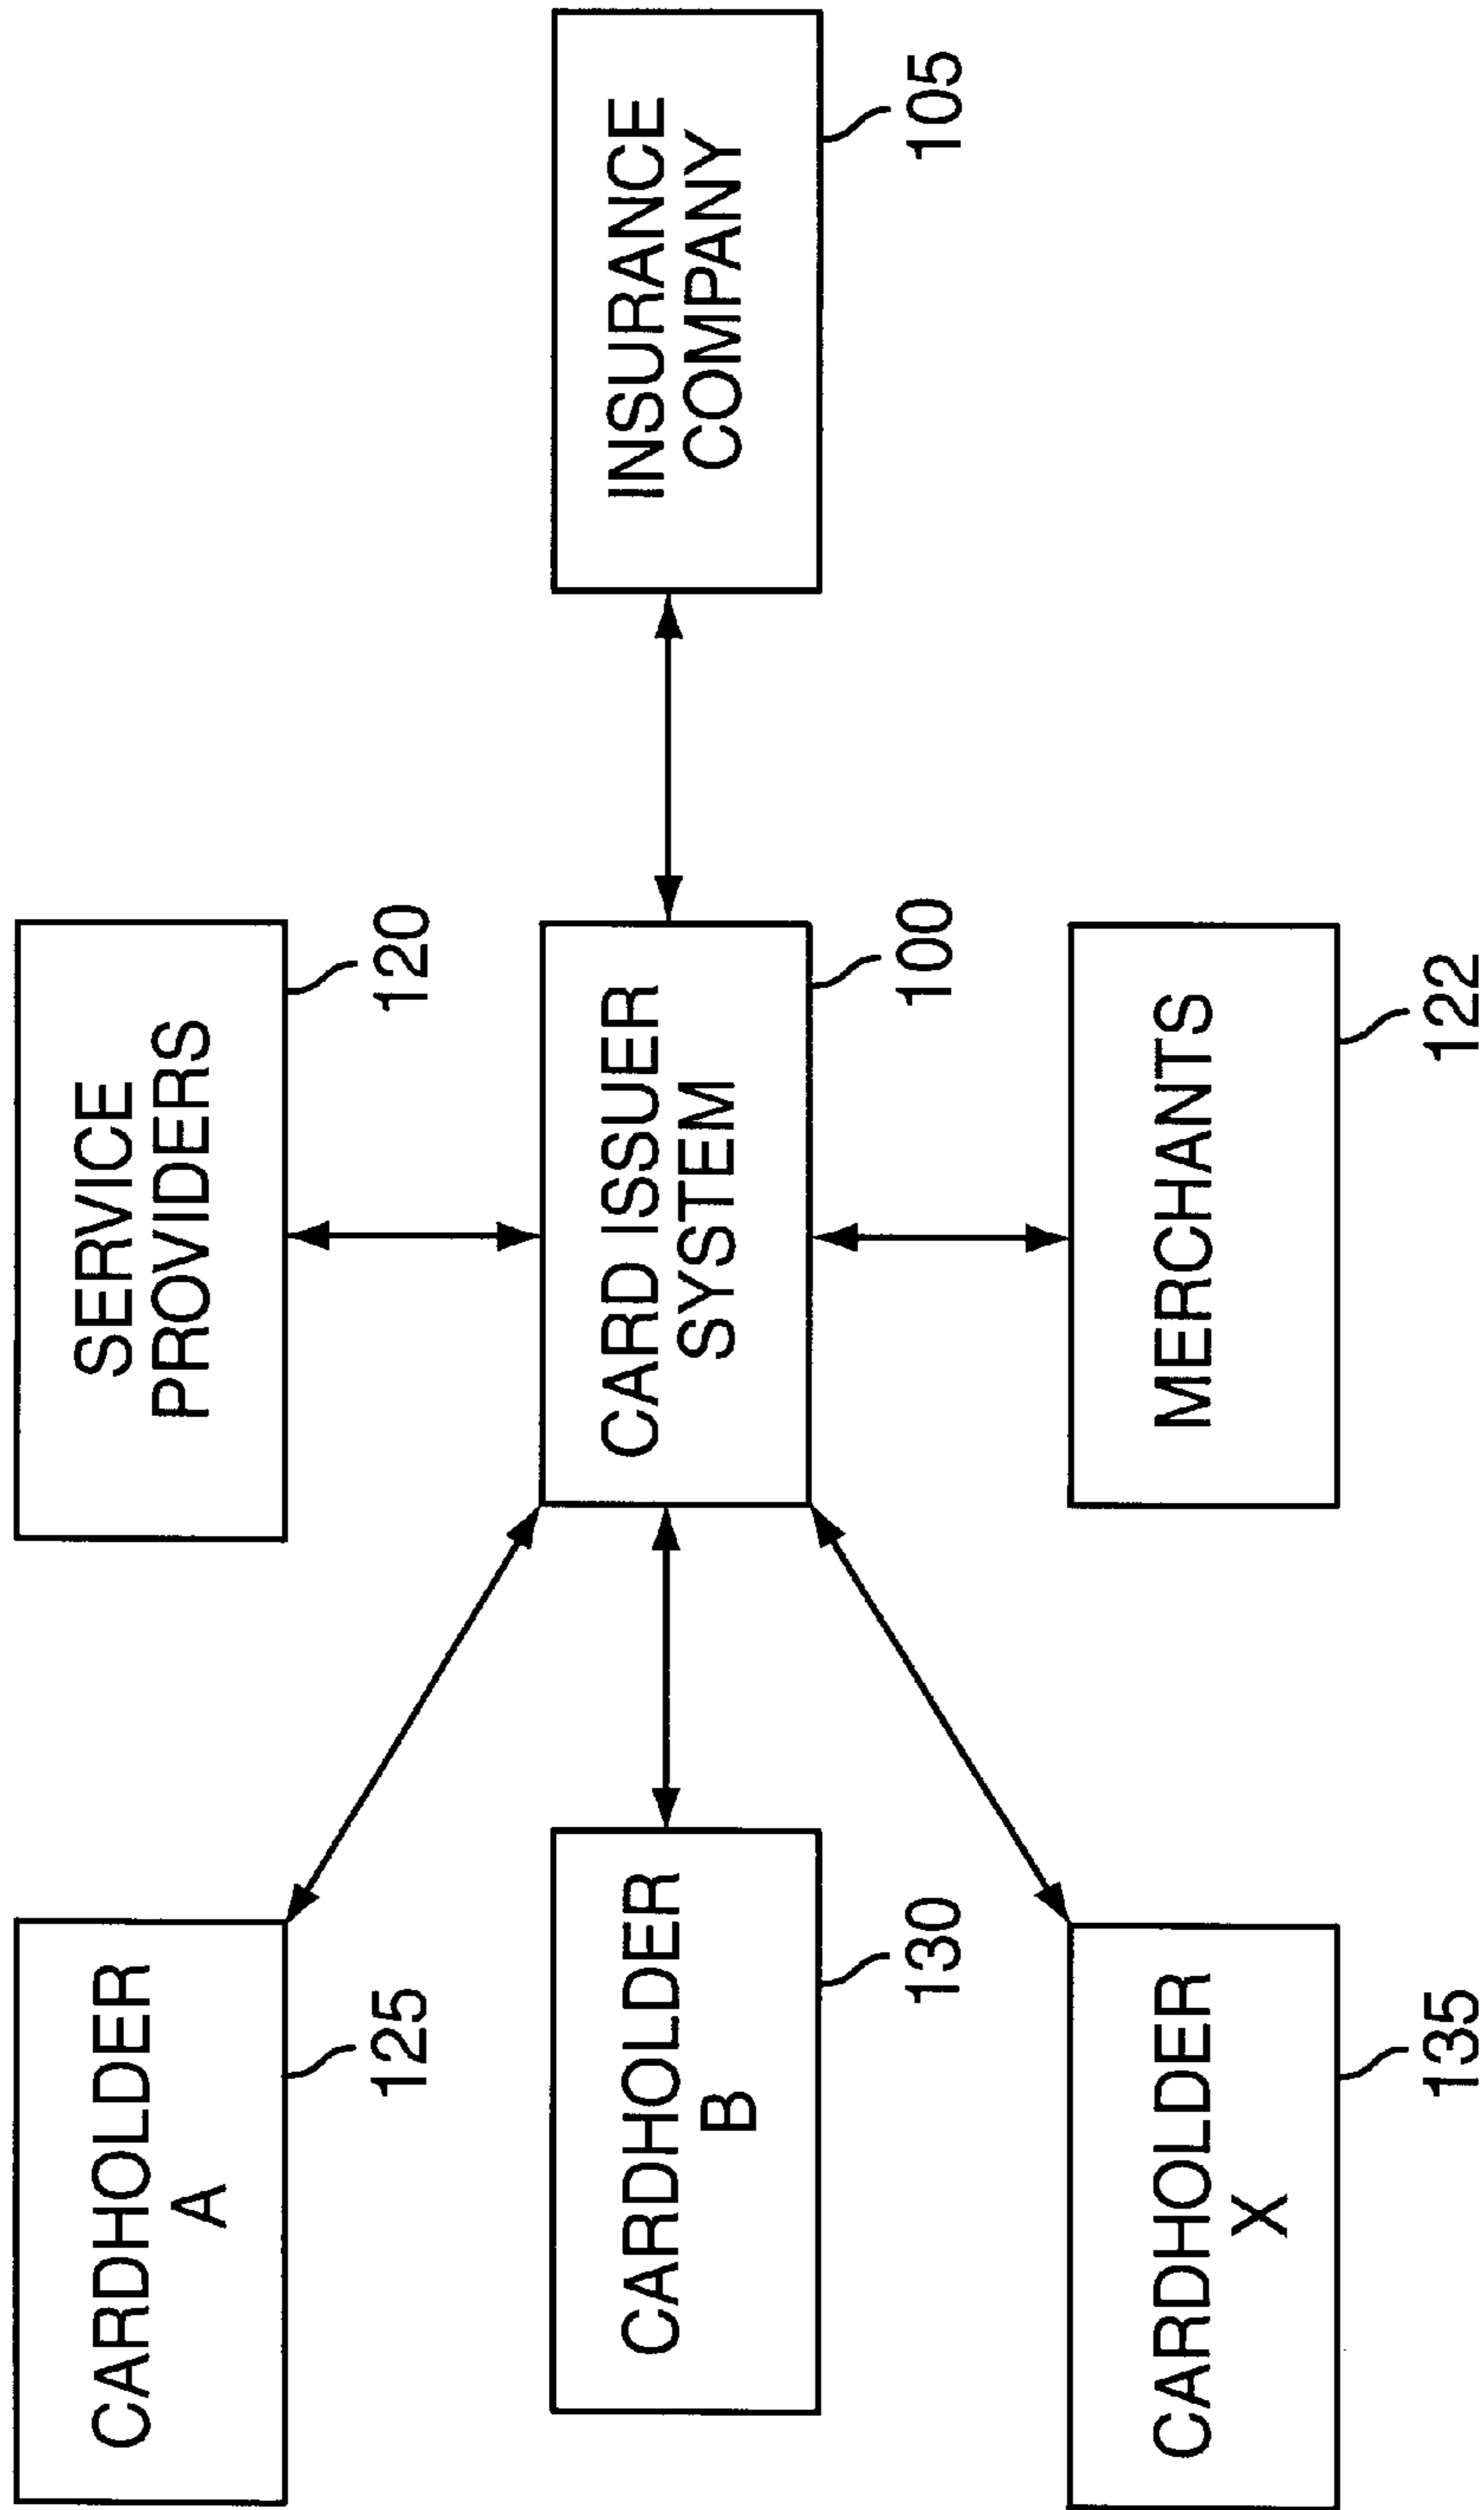 CARDHOLDER
A
125
SERVICE
PROVIDERS
120
CARDHOLDER
B
130
CARD ISSUER
SYSTEM
100
INSURANCE
COMPANY
105
CARDHOLDER
X
135
MERCHANTS
122